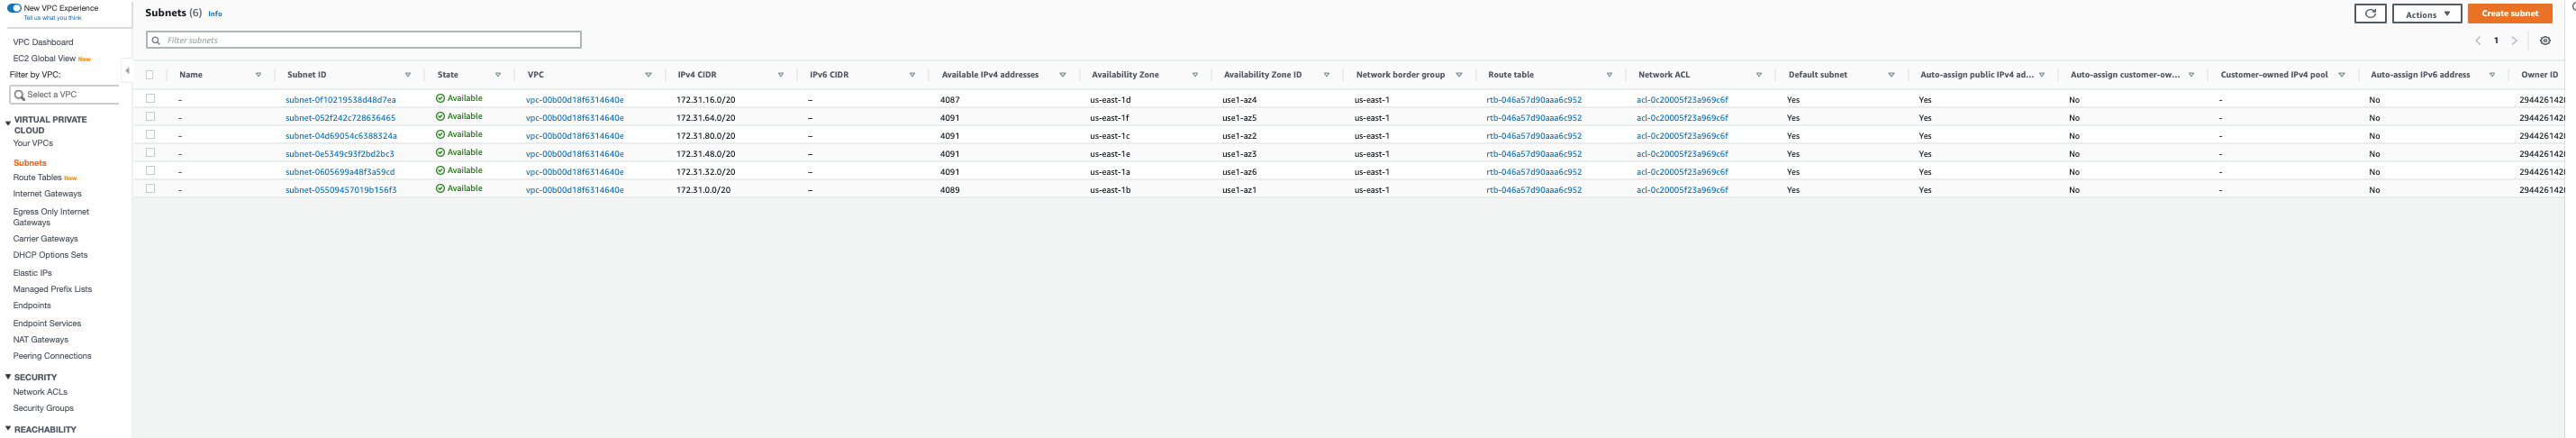 New VPC Experience
Tell us what you think
VPC Dashboard
EC2 Global View New
Filter by VPC:
Select a VPC
VIRTUAL PRIVATE
CLOUD
Your VPCs
Subnets
Route Tables New
Internet Gateways
Egress Only Internet
Gateways
Carrier Gateways
DHCP Options Sets
Elastic IPs
Managed Prefix Lists
Endpoints
Endpoint Services
NAT Gateways
Peering Connections
SECURITY
Network ACLs
Security Groups
REACHABILITY
Subnets (6) Info
Actions
Create subnet
Filter subnets
1
Name Subnet ID State VPC IPv4 CIDR IPv6 CIDR Available IPv4 addresses Availability Zone Availability Zone ID Network border group Route table Network ACL Default subnet Auto-assign public IPv4 ad... Auto-assign customer-ow... Customer-owned IPv4 pool Auto-assign IPv6 address Owner ID
– subnet-0f10219538d48d7ea Available vpc-00b00d18f6314640e 172.31.16.0/20 – 4087 us-east-1d use1-az4 us-east-1 rtb-046a57d90aaa6c952 acl-0c20005f23a969c6f Yes Yes No - No 294426142
– subnet-052f242c728636465 Available vpc-00b00d18f6314640e 172.31.64.0/20 – 4091 us-east-1f use1-az5 us-east-1 rtb-046a57d90aaa6c952 acl-0c20005f23a969c6f Yes Yes No - No 294426142
– subnet-04d69054c6388324a Available vpc-00b00d18f6314640e 172.31.80.0/20 – 4091 us-east-1c use1-az2 us-east-1 rtb-046a57d90aaa6c952 acl-0c20005f23a969c6f Yes Yes No - No 294426142
– subnet-0e5349c93f2bd2bc3 Available vpc-00b00d18f6314640e 172.31.48.0/20 – 4091 us-east-1e use1-az3 us-east-1 rtb-046a57d90aaa6c952 acl-0c20005f23a969c6f Yes Yes No - No 294426142
– subnet-0605699a48f3a59cd Available vpc-00b00d18f6314640e 172.31.32.0/20 – 4091 us-east-1a use1-az6 us-east-1 rtb-046a57d90aaa6c952 acl-0c20005f23a969c6f Yes Yes No - No 294426142
– subnet-05509457019b156f3 Available vpc-00b00d18f6314640e 172.31.0.0/20 – 4089 us-east-1b use1-az1 us-east-1 rtb-046a57d90aaa6c952 acl-0c20005f23a969c6f Yes Yes No - No 294426142